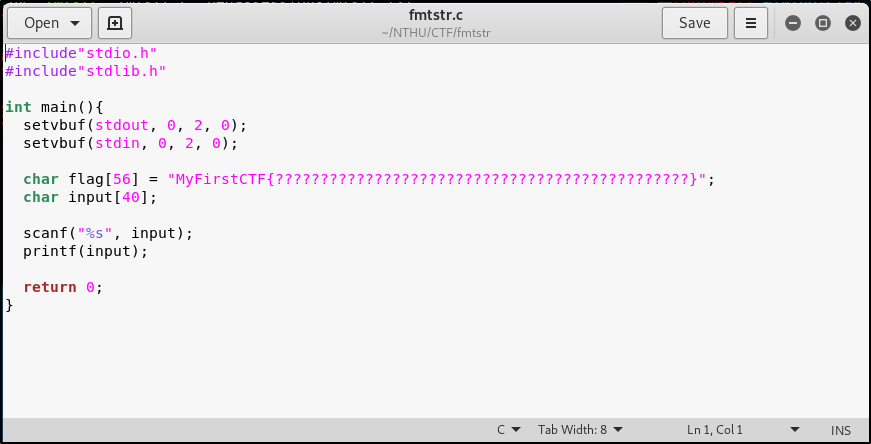 Open
fmtstr.c
~/NTHU/CTF/fmtstr
Save
#include"stdio.h"
#include"stdlib.h"
int main(){
  setvbuf(stdout, 0, 2, 0);
  setvbuf(stdin, 0, 2, 0);
  char flag[56] = "MyFirstCTF{??????????????????????????????????????????????}";
  char input[40];
  scanf("%s", input);
  printf(input);
  return 0;
}
C
Tab Width: 8
Ln 1, Col 1
INS